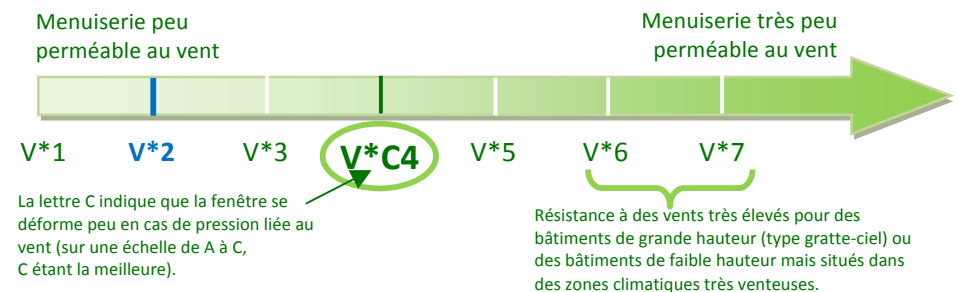 Menuiserie peu
perméable au vent
Menuiserie très peu
perméable au vent
V*1 V*2 V*3 V*C4 V*5 V*6 V*7
La lettre C indique que la fenêtre se
déforme peu en cas de pression liée au
vent (sur une échelle de A à C,
C étant la meilleure).
Résistance à des vents très élevés pour des
bâtiments de grande hauteur (type gratte-ciel) ou
des bâtiments de faible hauteur mais situés dans
des zones climatiques très venteuses.